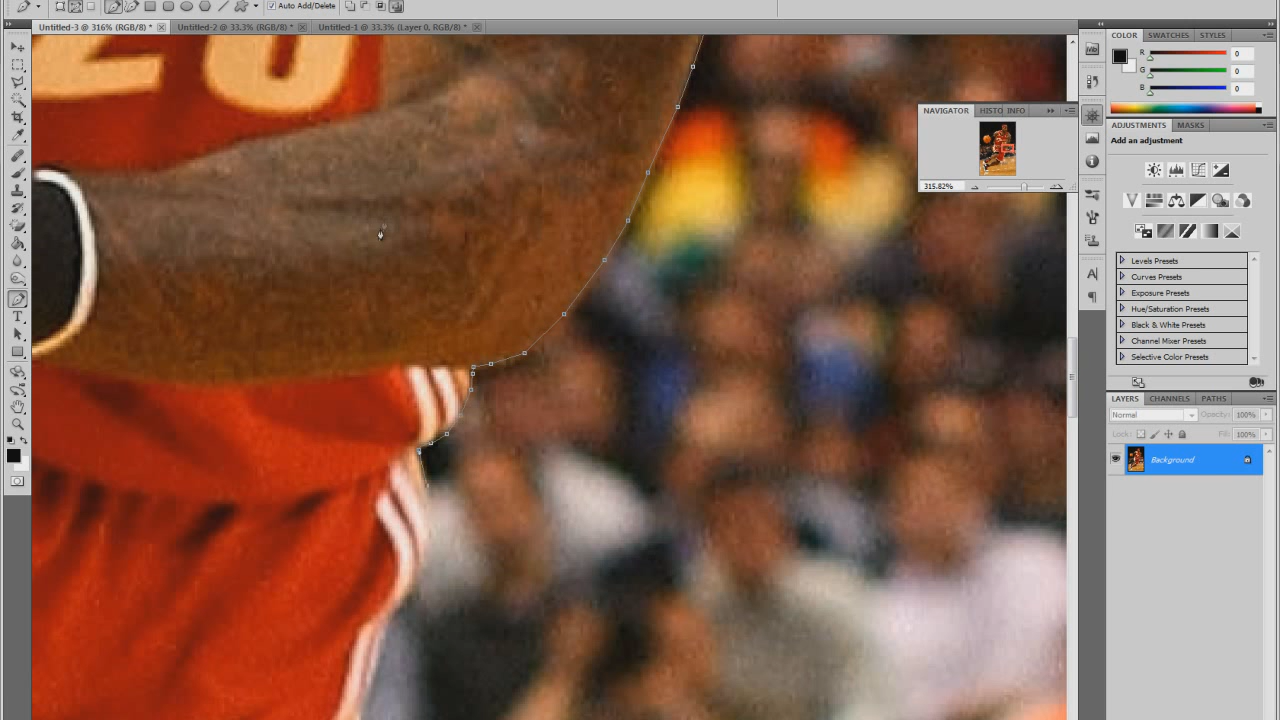 Auto Add/Delete
Untitled-3 @ 316% (RGB/8) *
Untitled-2 @ 33.3% (RGB/8) *
Untitled-1 @ 33.3% (Layer 0, RGB/8) *
COLOR SWATCHES STYLES
R 0
G 0
B 0
NAVIGATOR HISTO INFO
315.82%
ADJUSTMENTS MASKS
Add an adjustment
Levels Presets
Curves Presets
Exposure Presets
Hue/Saturation Presets
Black & White Presets
Channel Mixer Presets
Selective Color Presets
LAYERS CHANNELS PATHS
Normal Opacity: 100%
Lock: Fill: 100%
Background